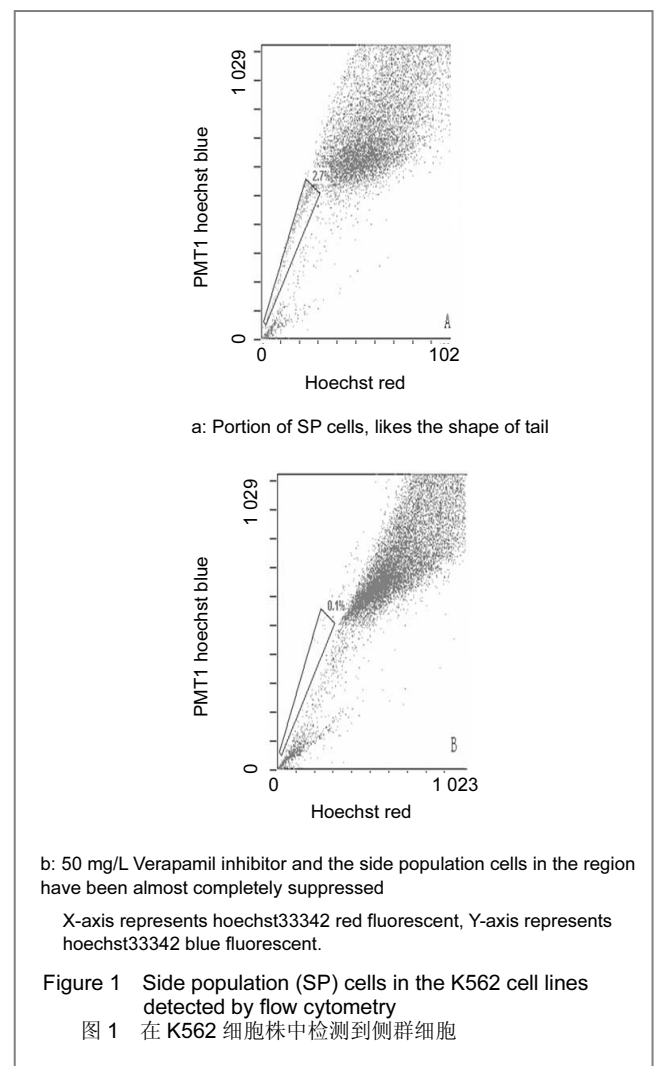 1 029
PMT1 hoechst blue
2.7%
A
0
0
102
Hoechst red
a: Portion of SP cells, likes the shape of tail
1 029
PMT1 hoechst blue
0.1%
B
0
0
1 023
Hoechst red
b: 50 mg/L Verapamil inhibitor and the side population cells in the region
have been almost completely suppressed
X-axis represents hoechst33342 red fluorescent, Y-axis represents
hoechst33342 blue fluorescent.
Figure 1 Side population (SP) cells in the K562 cell lines
detected by flow cytometry
图 1 在 K562 细胞株中检测到侧群细胞